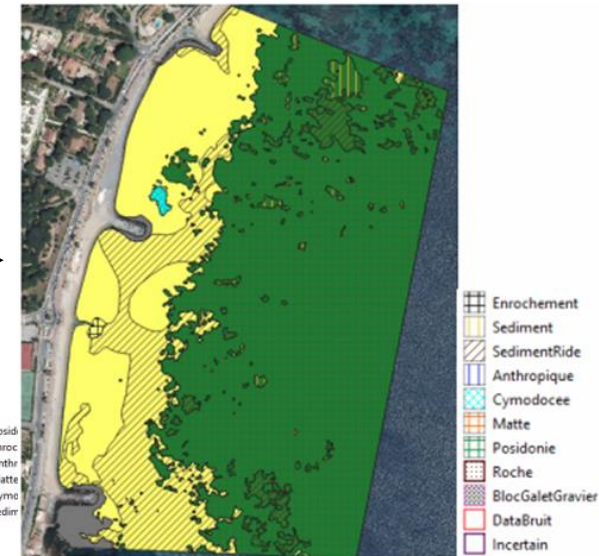 Enrochement
Sediment
SedimentRide
Anthropique
Cymodocee
Matte
Posidonie
Roche
BlocGaletGravier
DataBruit
Incertain